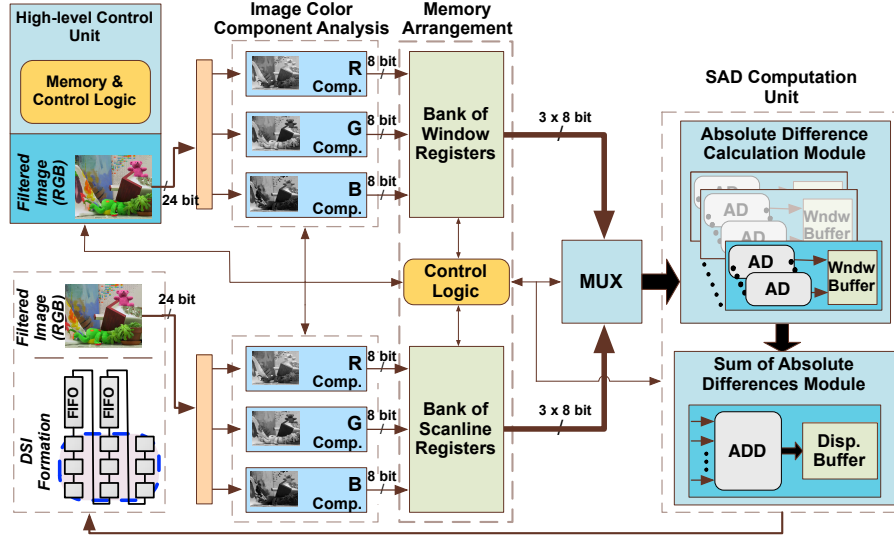 High-level Control
Unit
Memory &
Control Logic
Filtered
Image
(RGB)
24 bit
Image Color
Component Analysis
R
Comp.
G
Comp.
B
Comp.
8 bit
8 bit
8 bit
Memory
Arrangement
Bank of
Window
Registers
3 x 8 bit
Control
Logic
MUX
SAD Computation
Unit
Absolute Difference
Calculation Module
AD
Wndw
Buffer
AD
AD
AD
AD
Wndw
Buffer
Filtered
Image
(RGB)
24 bit
DSI
Formation
FIFO
FIFO
R
Comp.
G
Comp.
B
Comp.
8 bit
8 bit
8 bit
Bank of
Scanline
Registers
3 x 8 bit
Sum of Absolute
Differences Module
ADD
Disp.
Buffer